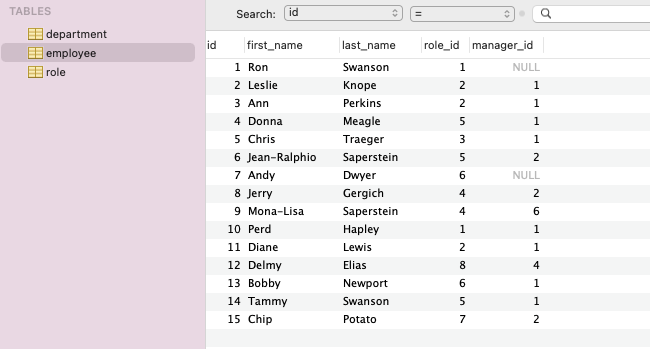 TABLES
department
employee
role
Search: id =
id first_name last_name role_id manager_id
1 Ron Swanson 1 NULL
2 Leslie Knope 2 1
3 Ann Perkins 2 1
4 Donna Meagle 5 1
5 Chris Traeger 3 1
6 Jean-Ralphio Saperstein 5 2
7 Andy Dwyer 6 NULL
8 Jerry Gergich 4 2
9 Mona-Lisa Saperstein 4 6
10 Perd Hapley 1 1
11 Diane Lewis 2 1
12 Delmy Elias 8 4
13 Bobby Newport 6 1
14 Tammy Swanson 5 1
15 Chip Potato 7 2